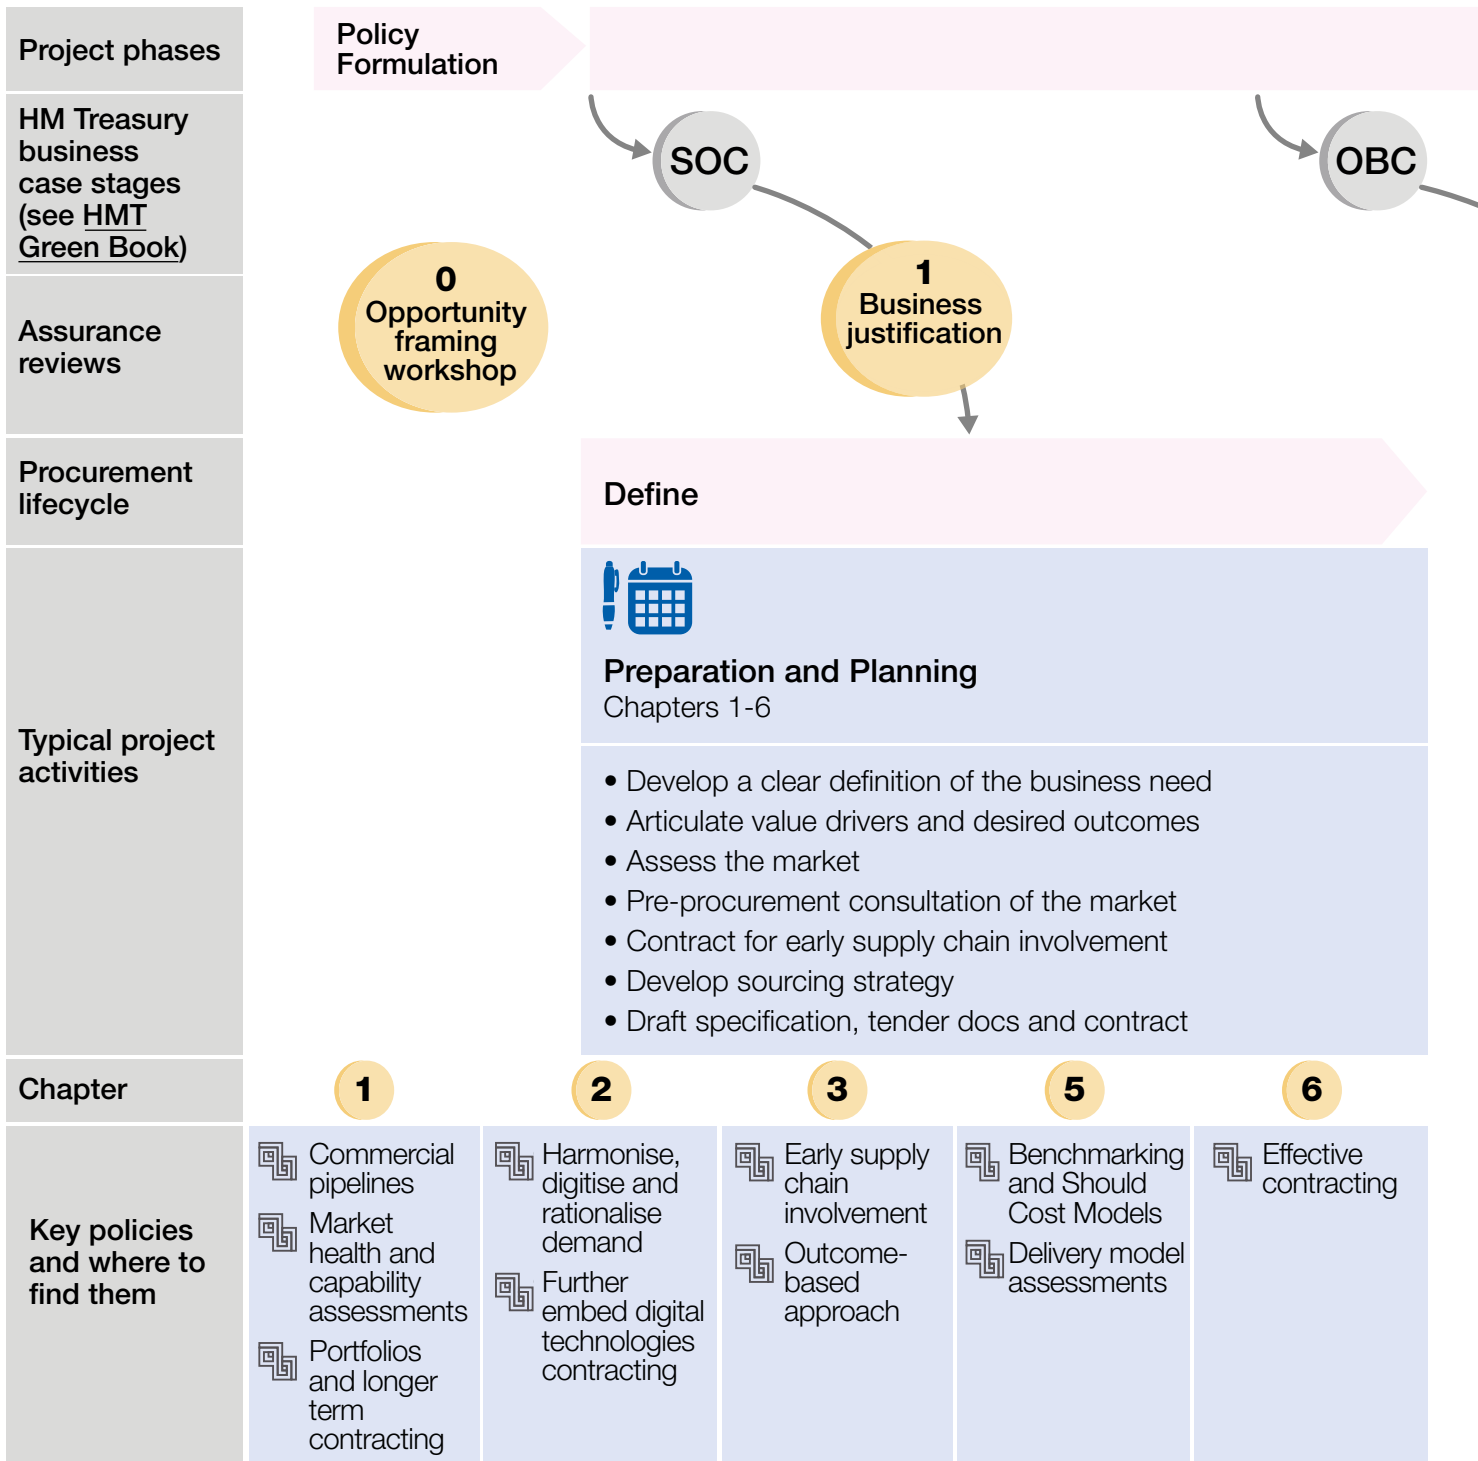 Project phases
Policy
Formulation
HM Treasury
business
case stages
(see HMT
Green Book)
SOC
OBC
Assurance
reviews
0
Opportunity
framing
workshop
1
Business
justification
Procurement
lifecycle
Define
Typical project
activities
Preparation and Planning
Chapters 1-6
• Develop a clear definition of the business need
• Articulate value drivers and desired outcomes
• Assess the market
• Pre-procurement consultation of the market
• Contract for early supply chain involvement
• Develop sourcing strategy
• Draft specification, tender docs and contract
Chapter
1
2
3
5
6
Key policies
and where to
find them
Commercial
pipelines
Market
health and
capability
assessments
Portfolios
and longer
term
contracting
Harmonise,
digitise and
rationalise
demand
Further
embed digital
technologies
contracting
Early supply
chain
involvement
Outcome-
based
approach
Benchmarking
and Should
Cost Models
Delivery model
assessments
Effective
contracting